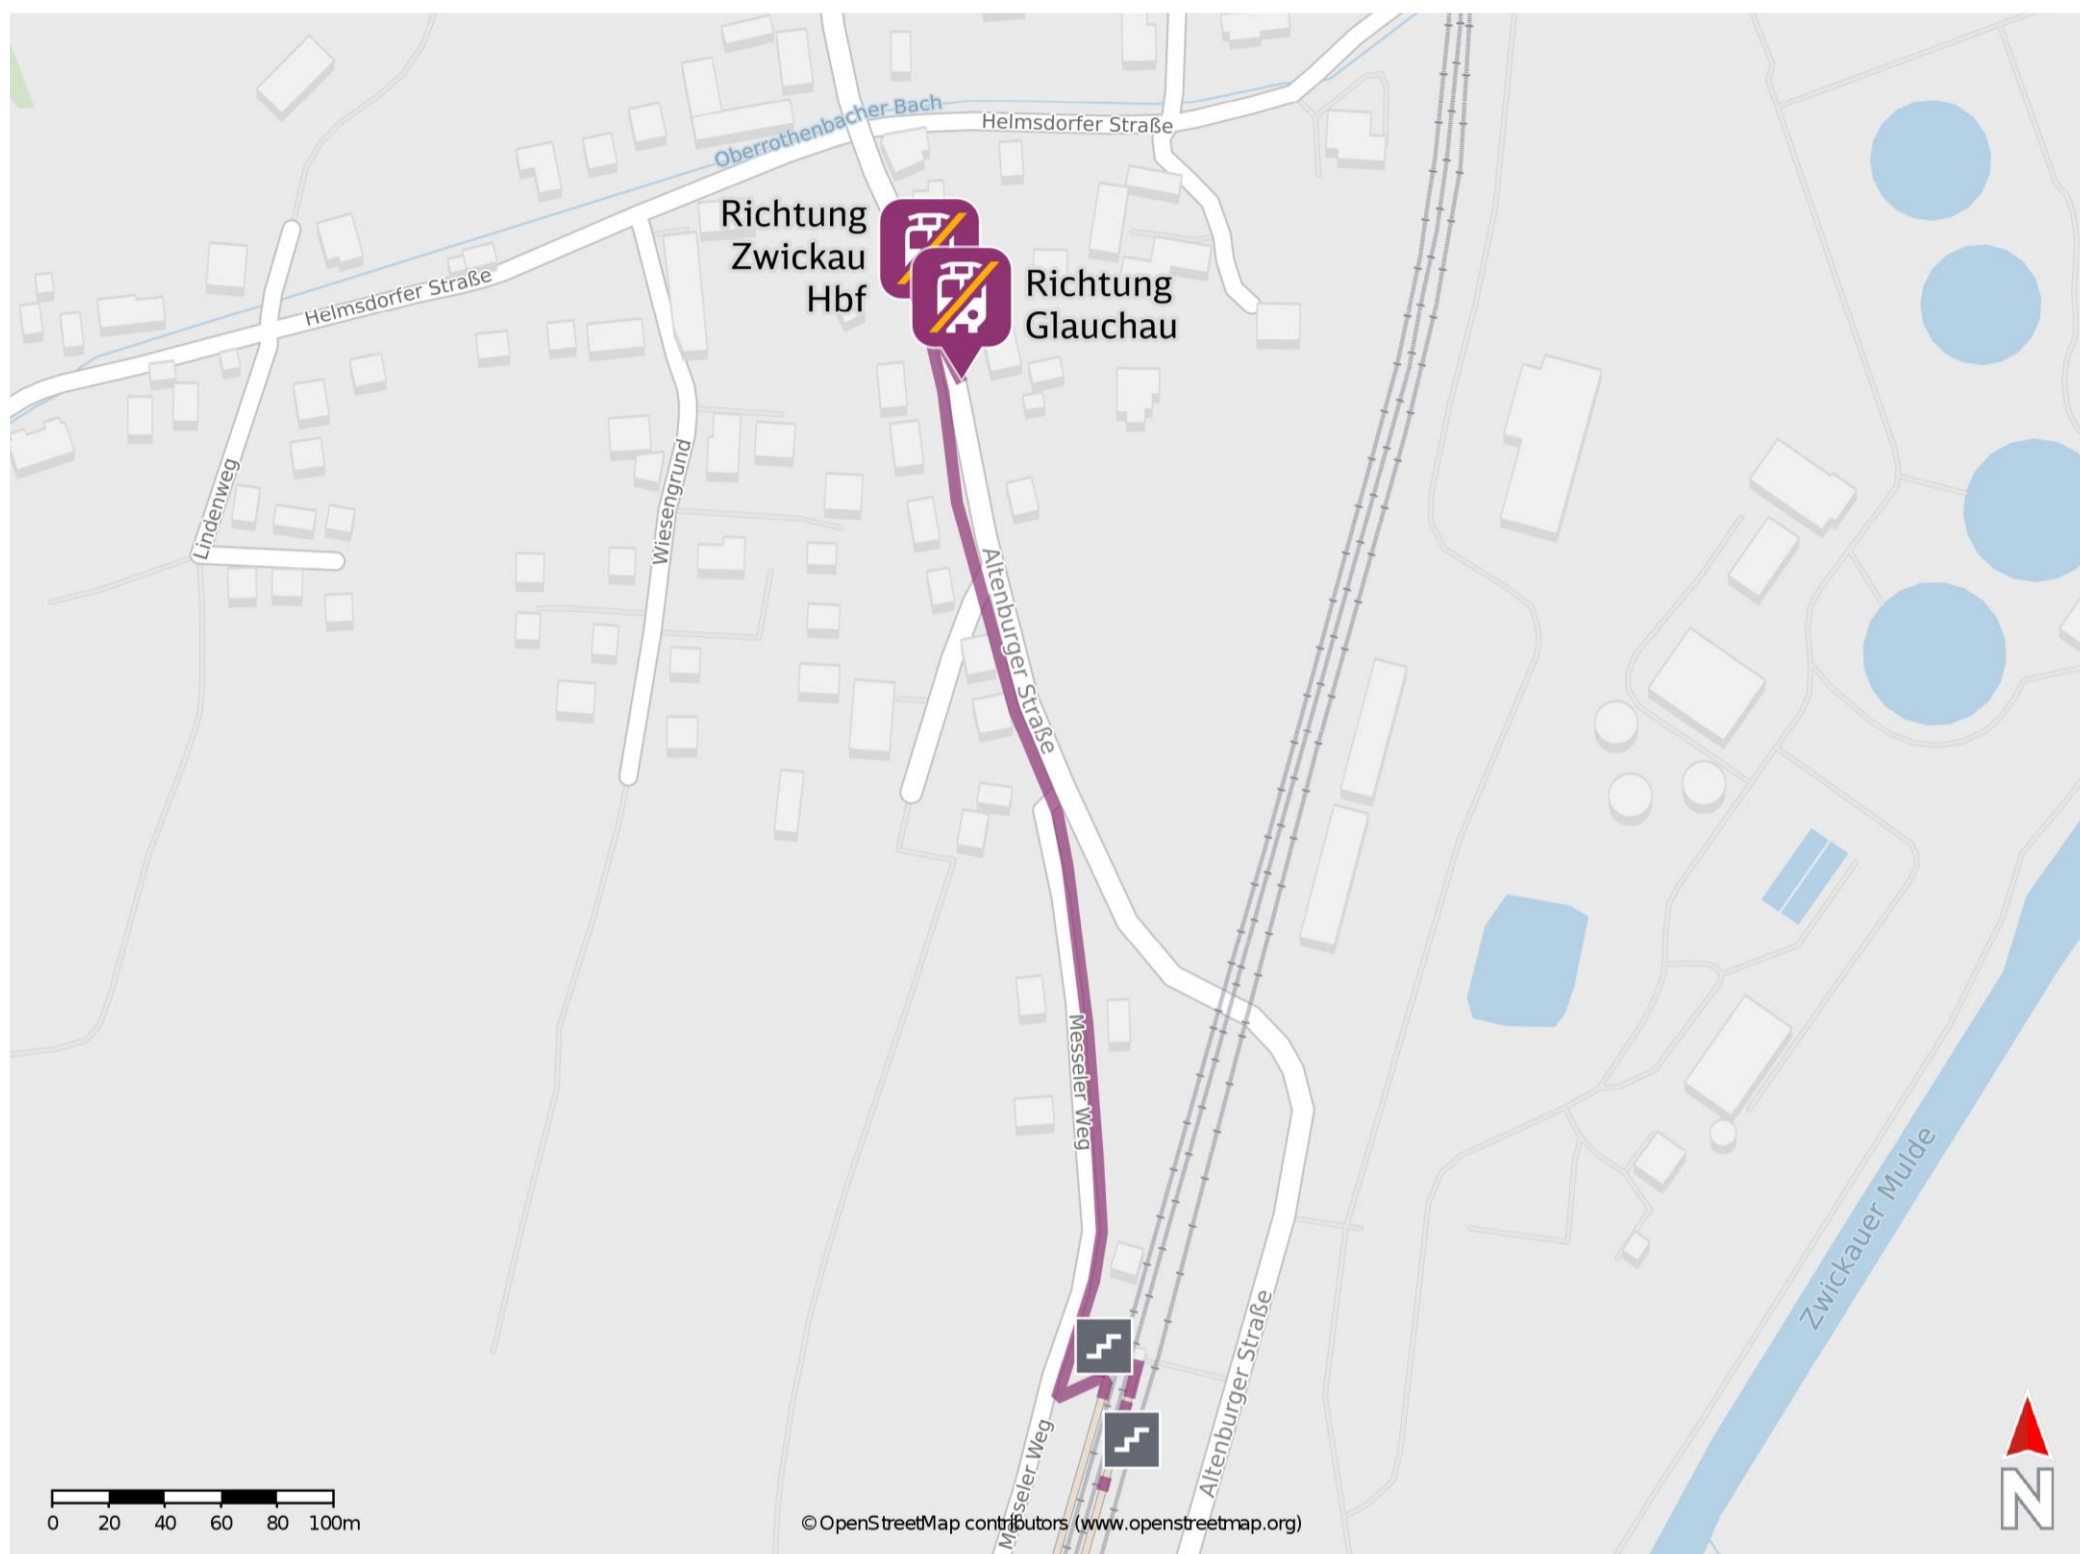 Oberrothenbacher Bach
Helmsdorfer Straße
Richtung
Zwickau
Hbf
Richtung
Glauchau
Helmsdorfer Straße
Lindenweg
Wiesengrund
Altenburger Straße
Messeler Weg
Zwickauer Mulde
Altenburger Straße
Messeler Weg
N
0 20 40 60 80 100m
© OpenStreetMap contributors (www.openstreetmap.org)